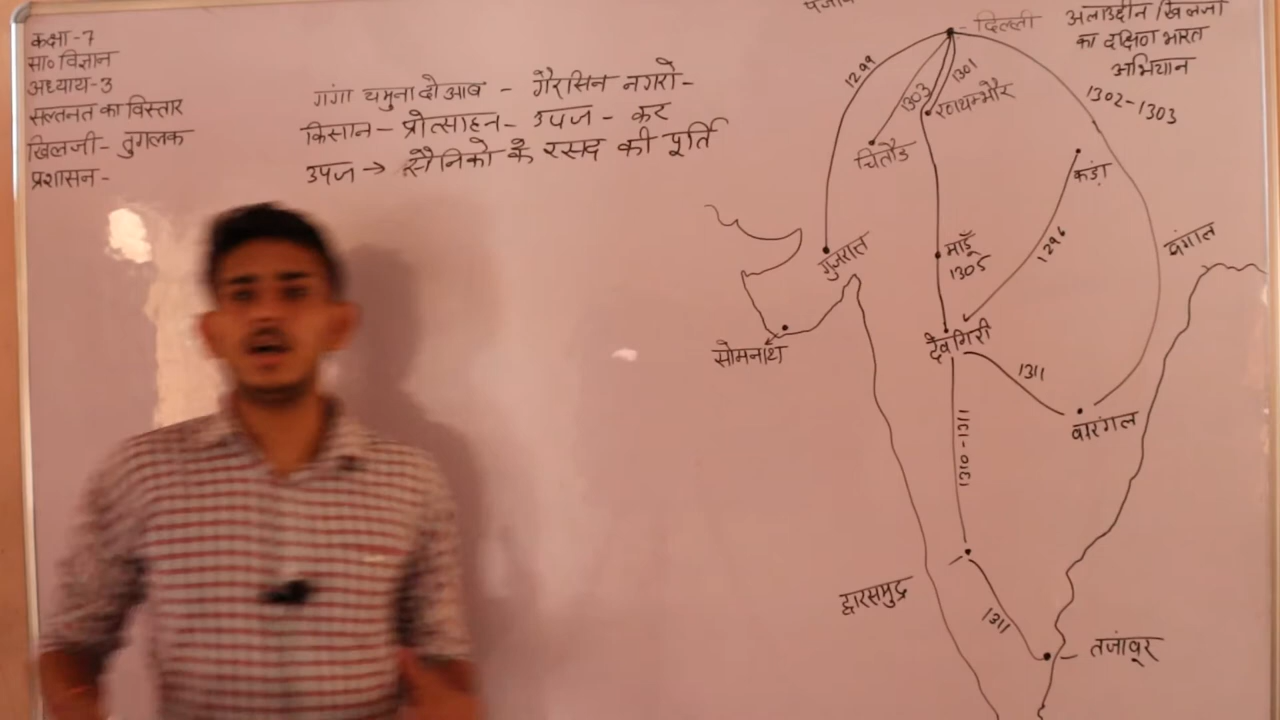 कक्षा-7
सा० विज्ञान
अध्याय-3
सल्तनत का विस्तार
खिलजी- तुगलक
प्रशासन-
गंगा यमुना दो आब - गैरसिन नगरो-
किसान- प्रोत्साहन- उपज - कर
उपज → सैनिको के रसद की पूर्ति
अलाउद्दीन खिलजी
का दक्षिण भारत
अभियान
1302-1303
- दिल्ली
1299
1303
1301
रणथम्भौर
चितौड
कड़ा
1296
बंगाल
गुजरात
माडूँ
1305
सोमनाथ
देवगिरी
1311
वारंगल
1310-1311
द्वारसमुद्र
1311
- तजांवूर